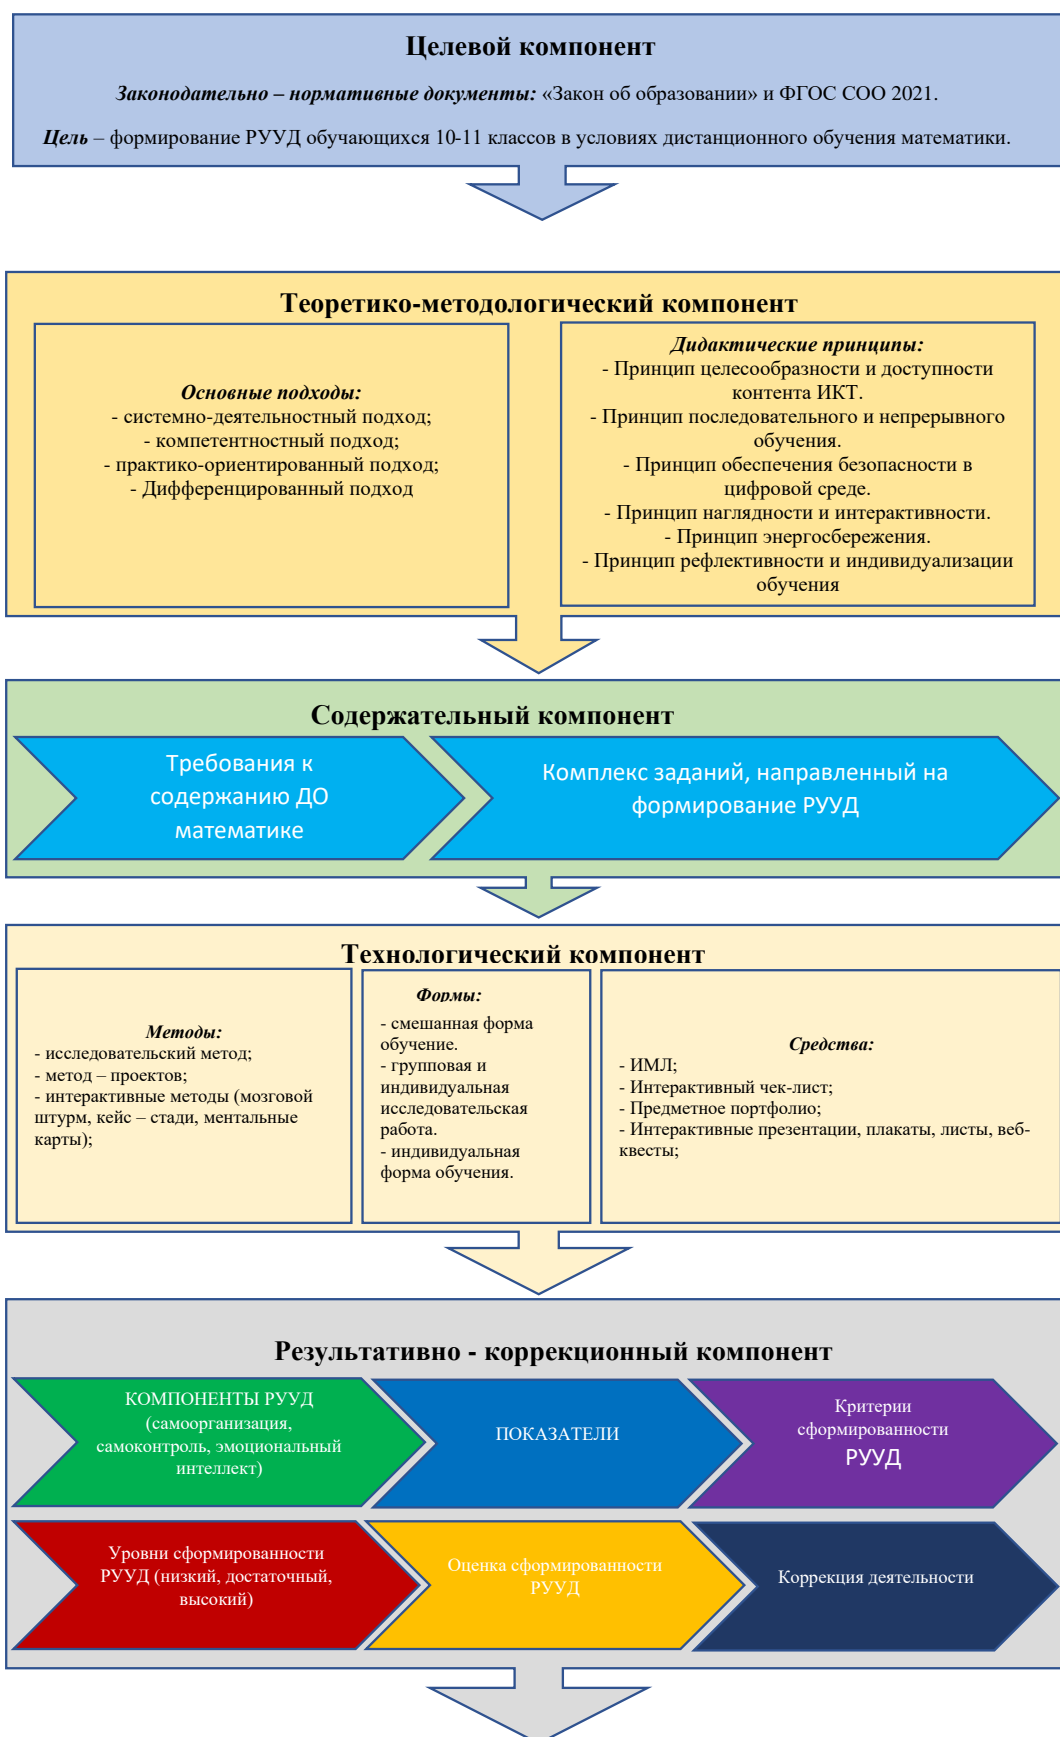 Целевой компонент
Законодательно – нормативные документы: «Закон об образовании» и ФГОС СОО 2021.
Цель – формирование РУУД обучающихся 10-11 классов в условиях дистанционного обучения математики.
Теоретико-методологический компонент
Основные подходы:
- системно-деятельностный подход;
- компетентностный подход;
- практико-ориентированный подход;
- Дифференцированный подход
Дидактические принципы:
- Принцип целесообразности и доступности
контента ИКТ.
- Принцип последовательного и непрерывного
обучения.
- Принцип обеспечения безопасности в
цифровой среде.
- Принцип наглядности и интерактивности.
- Принцип энергосбережения.
- Принцип рефлективности и индивидуализации
обучения
Содержательный компонент
Требования к
содержанию ДО
математике
Комплекс заданий, направленный на
формирование РУУД
Технологический компонент
Методы:
- исследовательский метод;
- метод – проектов;
- интерактивные методы (мозговой
штурм, кейс – стади, ментальные
карты);
Формы:
- смешанная форма
обучение.
- групповая и
индивидуальная
исследовательская
работа.
- индивидуальная
форма обучения.
Средства:
- ИМЛ;
- Интерактивный чек-лист;
- Предметное портфолио;
- Интерактивные презентации, плакаты, листы, веб-
квесты;
Результативно - коррекционный компонент
КОМПОНЕНТЫ РУУД
(самоорганизация,
самоконтроль, эмоциональный
интеллект)
ПОКАЗАТЕЛИ
Критерии
сформированности
РУУД
Уровни сформированности
РУУД (низкий, достаточный,
высокий)
Оценка сформированности
РУУД
Коррекция деятельности